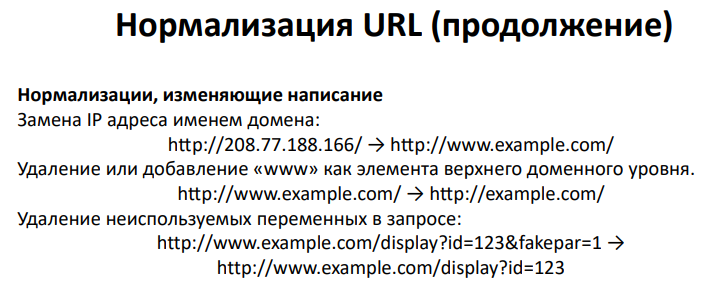 Нормализация URL (продолжение)
Нормализации, изменяющие написание
Замена IP адреса именем домена:
http://208.77.188.166/ → http://www.example.com/
Удаление или добавление «www» как элемента верхнего доменного уровня.
http://www.example.com/ → http://example.com/
Удаление неиспользуемых переменных в запросе:
http://www.example.com/display?id=123&fakepar=1 →
http://www.example.com/display?id=123